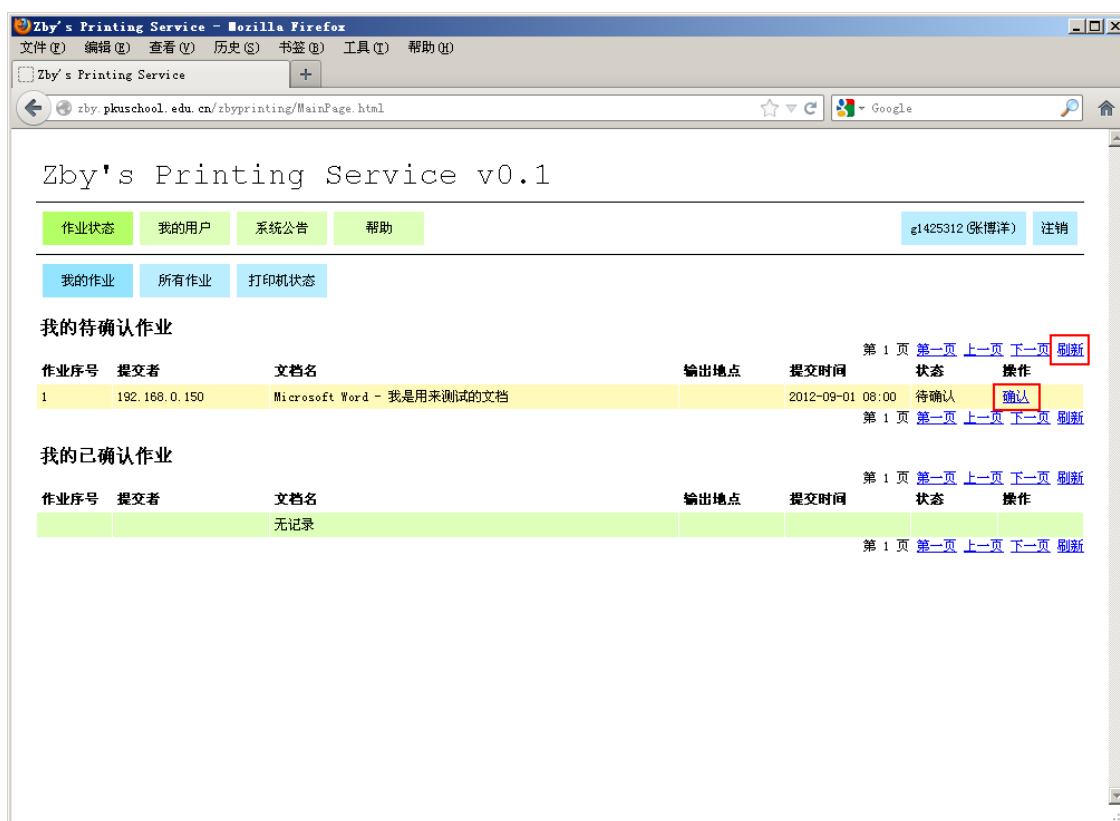 Zby's Printing Service - Mozilla Firefox
文件(F) 编辑(E) 查看(V) 历史(S) 书签(B) 工具(T) 帮助(H)
Zby's Printing Service +
zby.pkuschool.edu.cn/zbyprinting/MainPage.html Google
Zby's Printing Service v0.1
作业状态 我的用户 系统公告 帮助 g1425312(张博洋) 注销
我的作业 所有作业 打印机状态
我的待确认作业
第 1 页 第一页 上一页 下一页 刷新
作业序号 提交者 文档名 输出地点 提交时间 状态 操作
1 192.168.0.150 Microsoft Word - 我是用来测试的文档 2012-09-01 08:00 待确认 确认
第 1 页 第一页 上一页 下一页 刷新
我的已确认作业
第 1 页 第一页 上一页 下一页 刷新
作业序号 提交者 文档名 输出地点 提交时间 状态 操作
无记录
第 1 页 第一页 上一页 下一页 刷新